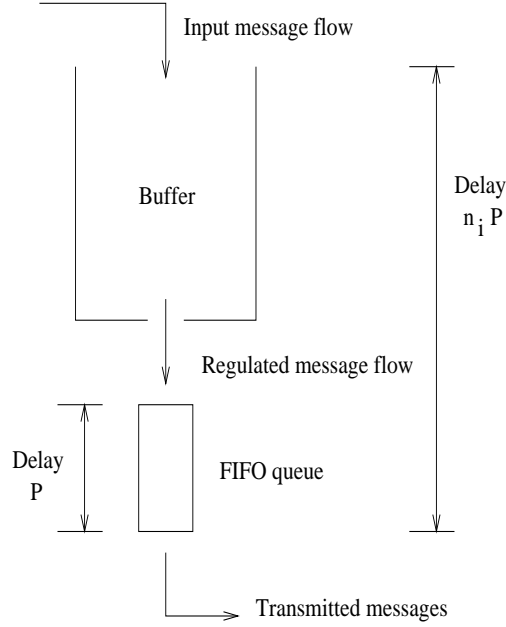 Input message flow
Buffer
Delay
n i P
Regulated message flow
Delay
P
FIFO queue
Transmitted messages